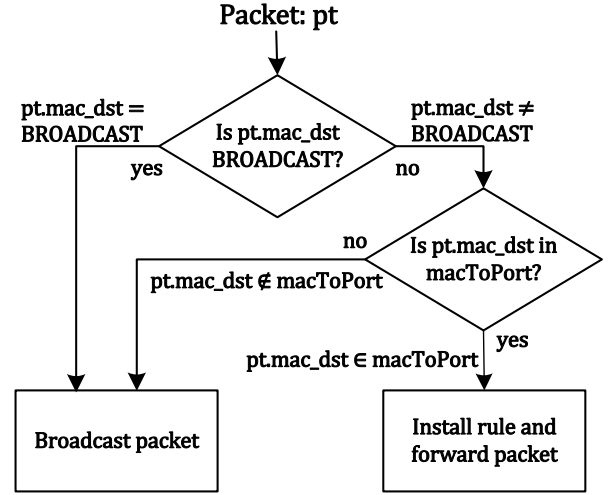 Packet: pt
pt.mac_dst =
BROADCAST
Is pt.mac_dst
BROADCAST?
pt.mac_dst ≠
BROADCAST
yes
no
Is pt.mac_dst in
macToPort?
no
pt.mac_dst ∉ macToPort
yes
pt.mac_dst ∈ macToPort
Broadcast packet
Install rule and
forward packet